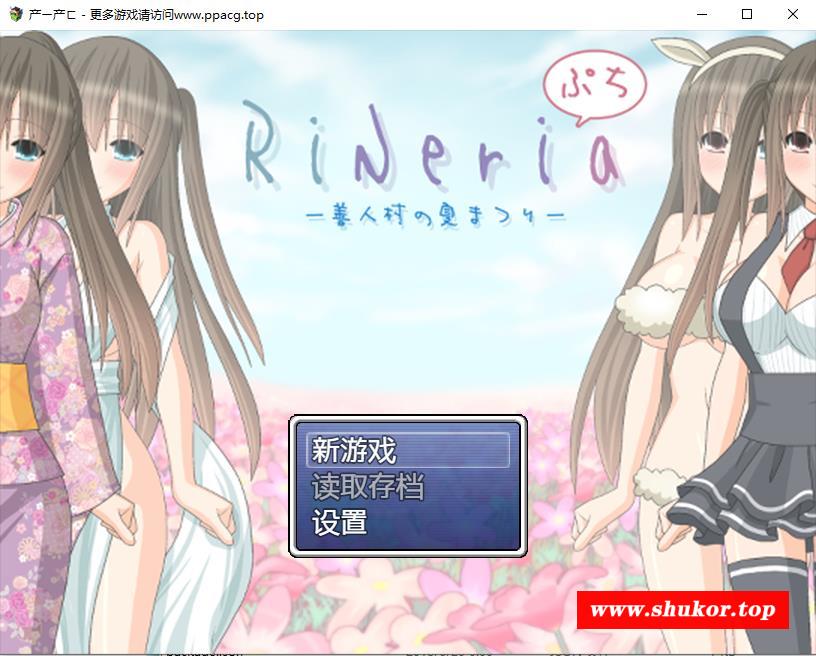 产一产匚 - 更多游戏请访问www.ppacg.top
ぷち
RiNeria
ー善人村の夏まつりー
新游戏
读取存档
设置
www.shukor.top